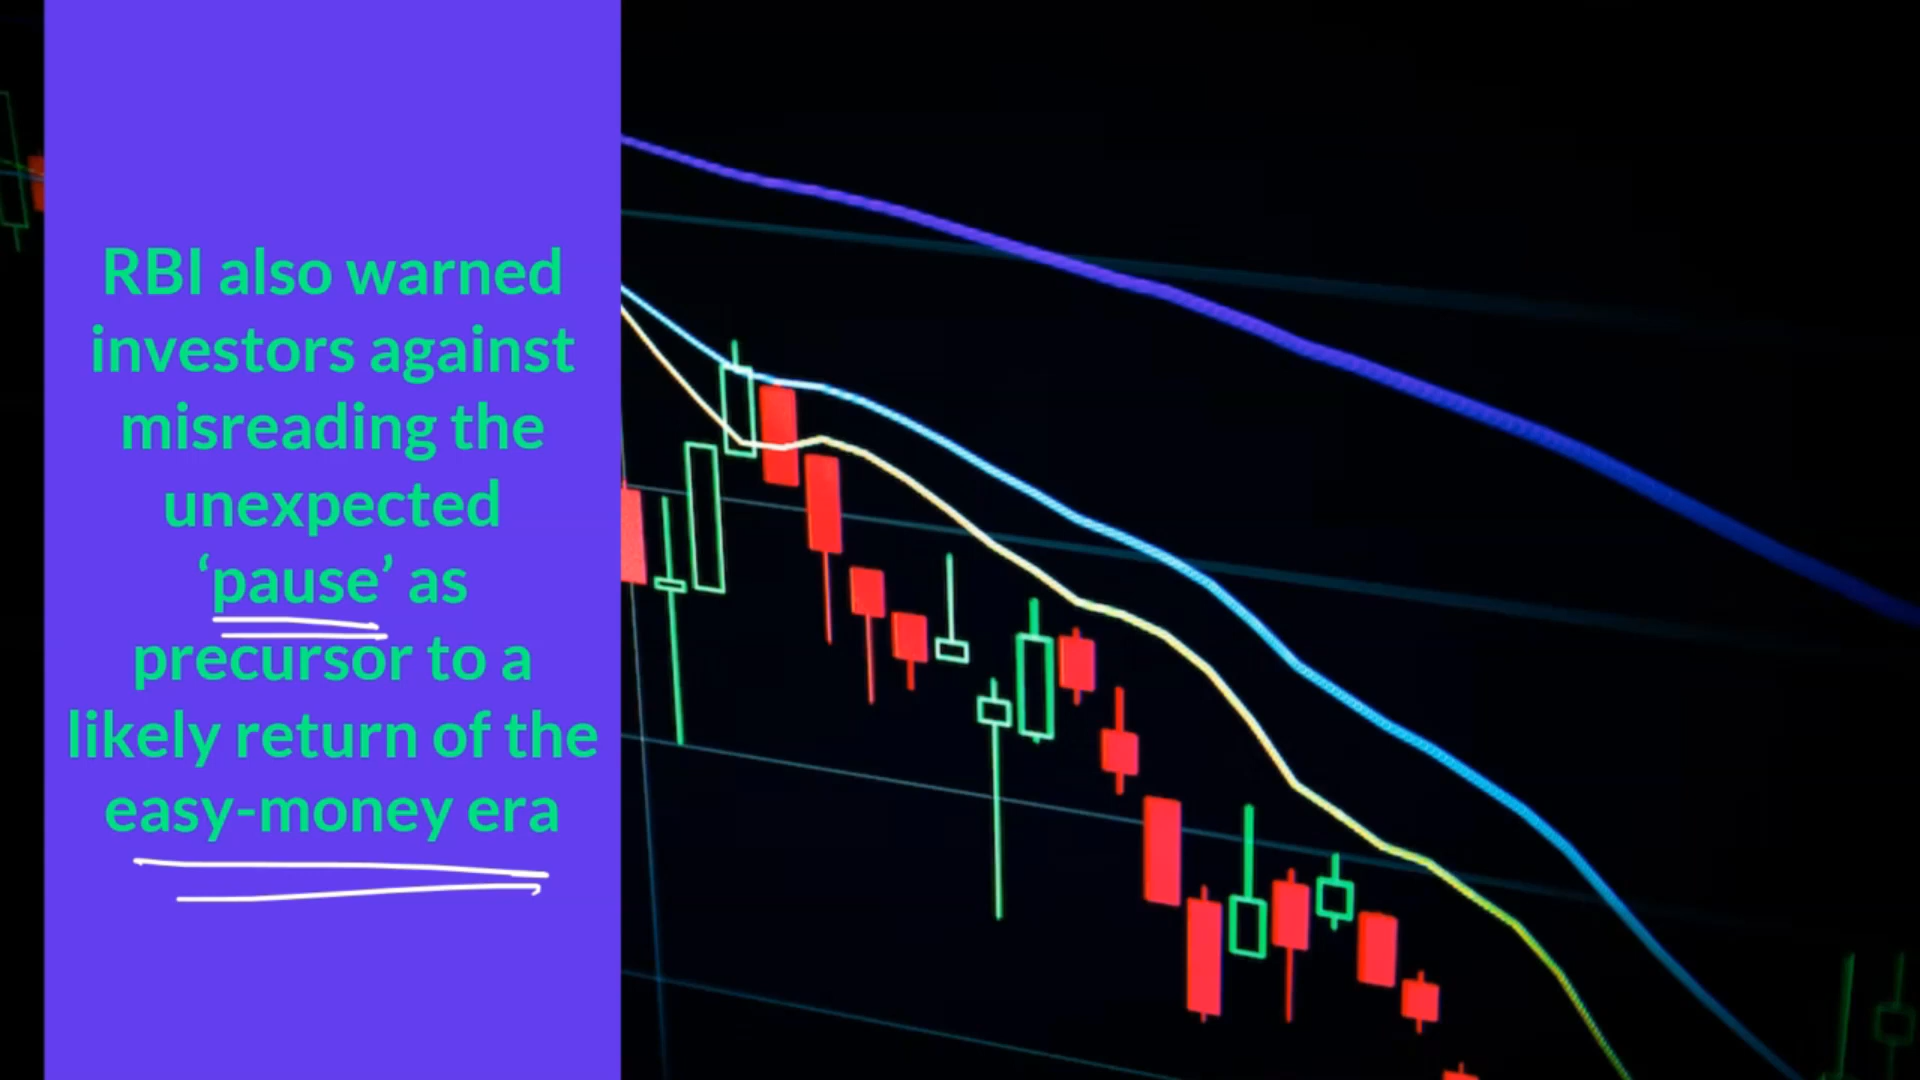 RBI also warned
investors against
misreading the
unexpected
‘pause’ as
precursor to a
likely return of the
easy-money era